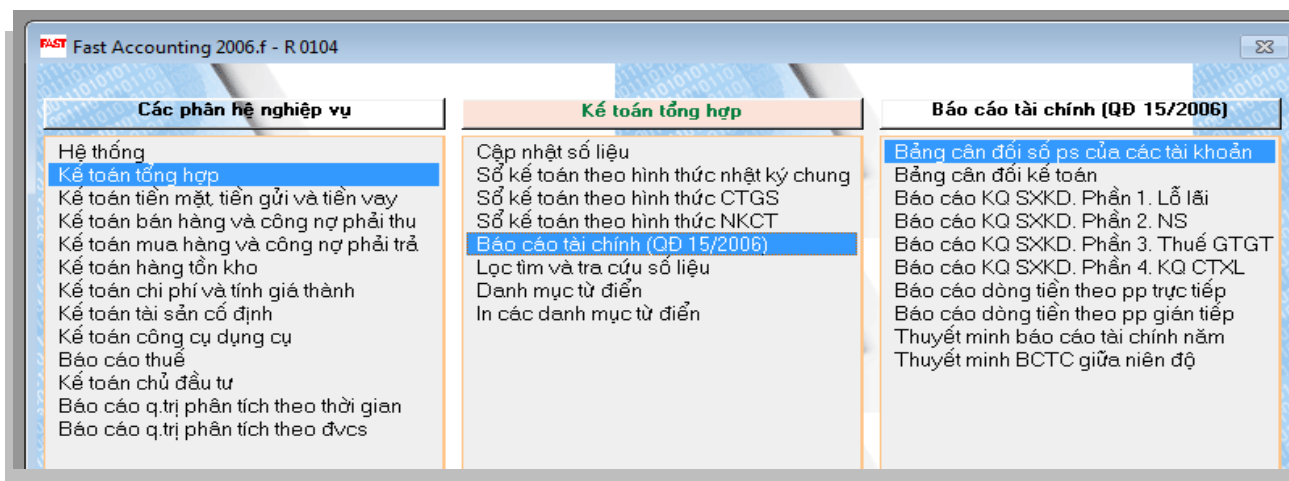 FAST Fast Accounting 2006.f - R 0104
Các phân hệ nghiệp vụ
Hệ thống
Kế toán tổng hợp
Kế toán tiền mặt, tiền gửi và tiền vay
Kế toán bán hàng và công nợ phải thu
Kế toán mua hàng và công nợ phải trả
Kế toán hàng tồn kho
Kế toán chi phí và tính giá thành
Kế toán tài sản cố định
Kế toán công cụ dụng cụ
Báo cáo thuế
Kế toán chủ đầu tư
Báo cáo q.trị phân tích theo thời gian
Báo cáo q.trị phân tích theo đvcs
Kế toán tổng hợp
Cập nhật số liệu
Sổ kế toán theo hình thức nhật ký chung
Sổ kế toán theo hình thức CTGS
Sổ kế toán theo hình thức NKCT
Báo cáo tài chính (QĐ 15/2006)
Lọc tìm và tra cứu số liệu
Danh mục từ điển
In các danh mục từ điển
Báo cáo tài chính (QĐ 15/2006)
Bảng cân đối số ps của các tài khoản
Bảng cân đối kế toán
Báo cáo KQ SXKD. Phần 1. Lỗ lãi
Báo cáo KQ SXKD. Phần 2. NS
Báo cáo KQ SXKD. Phần 3. Thuế GTGT
Báo cáo KQ SXKD. Phần 4. KQ CTXL
Báo cáo dòng tiền theo pp trực tiếp
Báo cáo dòng tiền theo pp gián tiếp
Thuyết minh báo cáo tài chính năm
Thuyết minh BCTC giữa niên độ